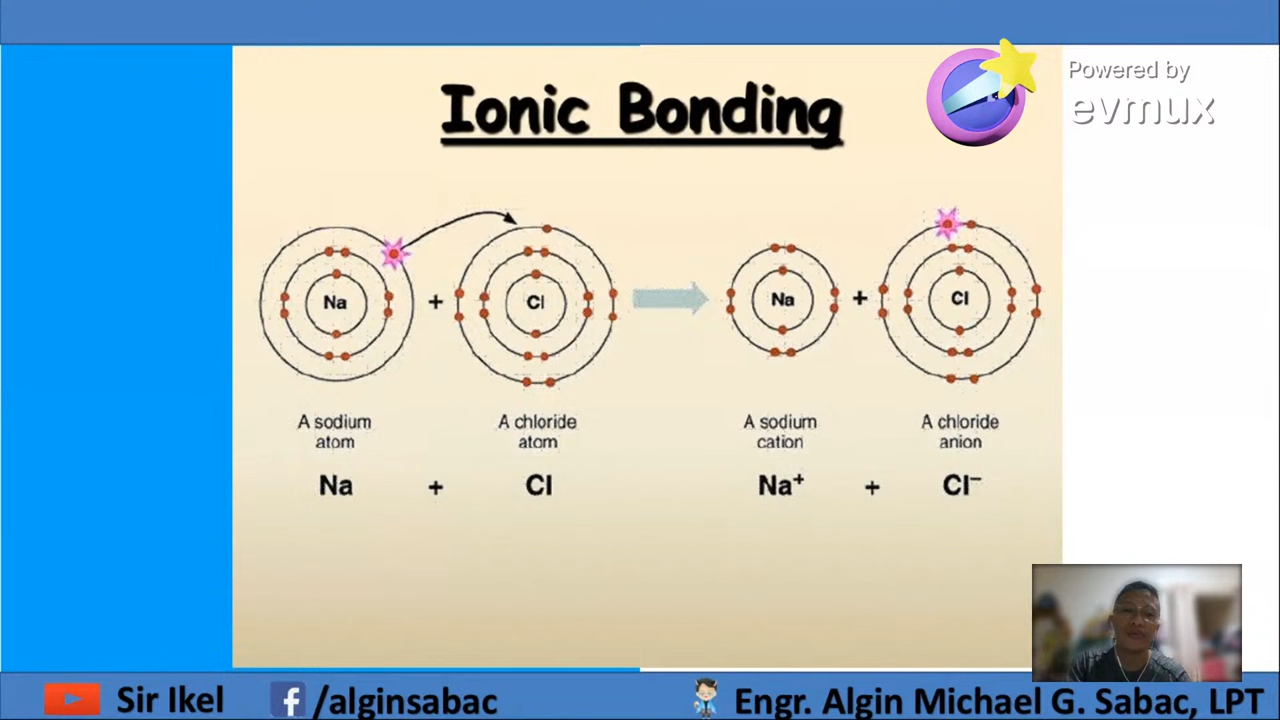 Ionic Bonding
Powered by
evmux
Na + Cl Na + Cl
A sodium
atom
A chloride
atom
A sodium
cation
A chloride
anion
Na + Cl Na⁺ + Cl⁻
Sir Ikel
/alginsabac
Engr. Algin Michael G. Sabac, LPT